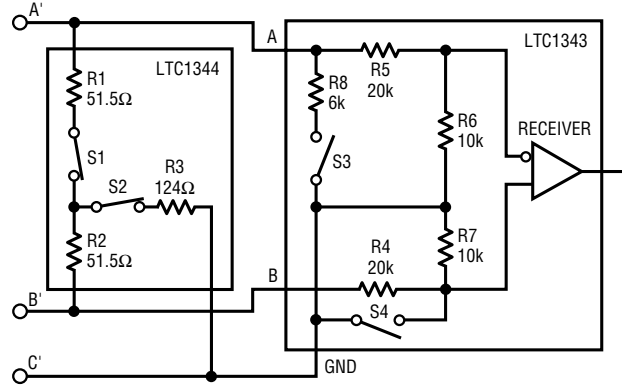 A'
A
LTC1344
LTC1343
R1
51.5Ω
R8
6k
R5
20k
R6
10k
RECEIVER
S1
S3
S2
R3
124Ω
R2
51.5Ω
R4
20k
R7
10k
B
S4
B'
C'
GND